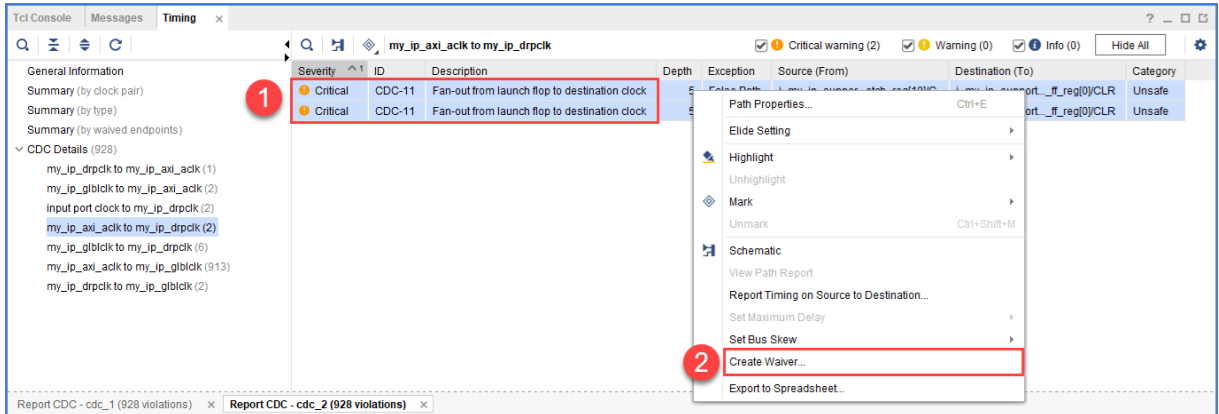 Tcl Console Messages Timing ×
? _
my_ip_axi_aclk to my_ip_drpclk Critical warning (2) Warning (0) Info (0) Hide All
General Information
Summary (by clock pair)
Summary (by type)
Summary (by waived endpoints)
CDC Details (928)
my_ip_drpclk to my_ip_axi_aclk (1)
my_ip_glblclk to my_ip_axi_aclk (2)
input port clock to my_ip_drpclk (2)
my_ip_axi_aclk to my_ip_drpclk (2)
my_ip_glblclk to my_ip_drpclk (6)
my_ip_axi_aclk to my_ip_glblclk (913)
my_ip_drpclk to my_ip_glblclk (2)
Severity 1 ID Description Depth Exception Source (From) Destination (To) Category
1
Critical CDC-11 Fan-out from launch flop to destination clock 5 False Path Unsafe
Critical CDC-11 Fan-out from launch flop to destination clock 5 ort..._ff_reg[0]/CLR Unsafe
Path Properties... Ctrl+E
Elide Setting
Highlight
Unhighlight
Mark
Unmark Ctrl+Shift+M
Schematic
View Path Report
Report Timing on Source to Destination...
Set Maximum Delay
Set Bus Skew
2
Create Waiver...
Export to Spreadsheet...
Report CDC - cdc_1 (928 violations) × Report CDC - cdc_2 (928 violations) ×